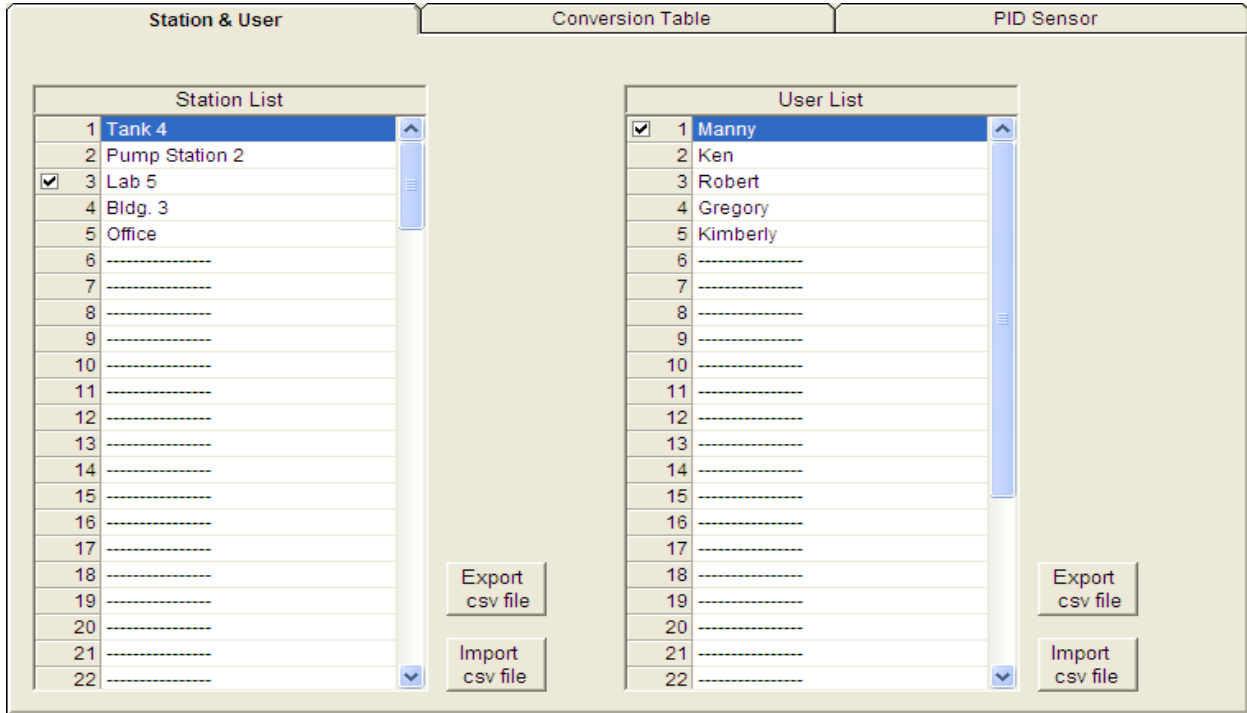 Station & User Conversion Table PID Sensor
Station List User List
1 Tank 4 1 Manny
2 Pump Station 2 2 Ken
3 Lab 5 3 Robert
4 Bldg. 3 4 Gregory
5 Office 5 Kimberly
6 ---------------- 6 ----------------
7 ---------------- 7 ----------------
8 ---------------- 8 ----------------
9 ---------------- 9 ----------------
10 ---------------- 10 ----------------
11 ---------------- 11 ----------------
12 ---------------- 12 ----------------
13 ---------------- 13 ----------------
14 ---------------- 14 ----------------
15 ---------------- 15 ----------------
16 ---------------- 16 ----------------
17 ---------------- 17 ----------------
18 ---------------- Export 18 ---------------- Export
19 ---------------- csv file 19 ---------------- csv file
20 ---------------- 20 ----------------
21 ---------------- Import 21 ---------------- Import
22 ---------------- csv file 22 ---------------- csv file